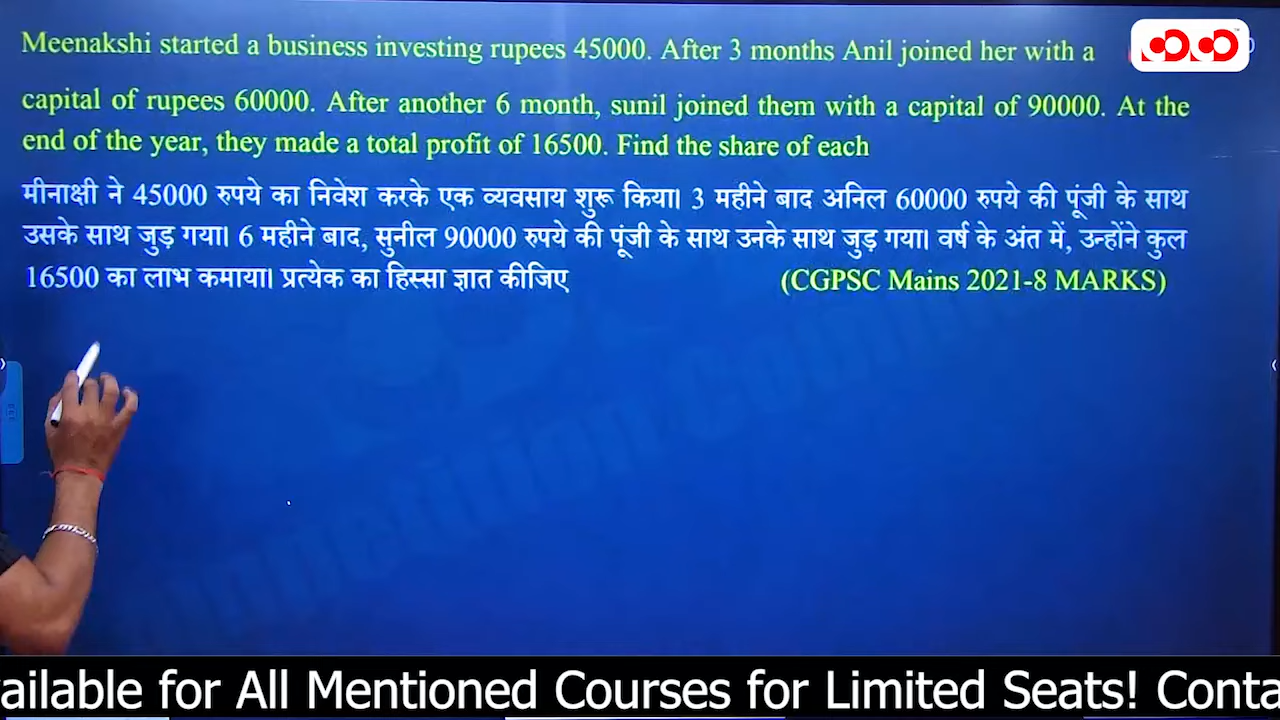 Meenakshi started a business investing rupees 45000. After 3 months Anil joined her with a
capital of rupees 60000. After another 6 month, sunil joined them with a capital of 90000. At the
end of the year, they made a total profit of 16500. Find the share of each
मीनाक्षी ने 45000 रुपये का निवेश करके एक व्यवसाय शुरू किया। 3 महीने बाद अनिल 60000 रुपये की पूंजी के साथ
उसके साथ जुड़ गया। 6 महीने बाद, सुनील 90000 रुपये की पूंजी के साथ उनके साथ जुड़ गया। वर्ष के अंत में, उन्होंने कुल
16500 का लाभ कमाया। प्रत्येक का हिस्सा ज्ञात कीजिए (CGPSC Mains 2021-8 MARKS)
ailable for All Mentioned Courses for Limited Seats! Conta